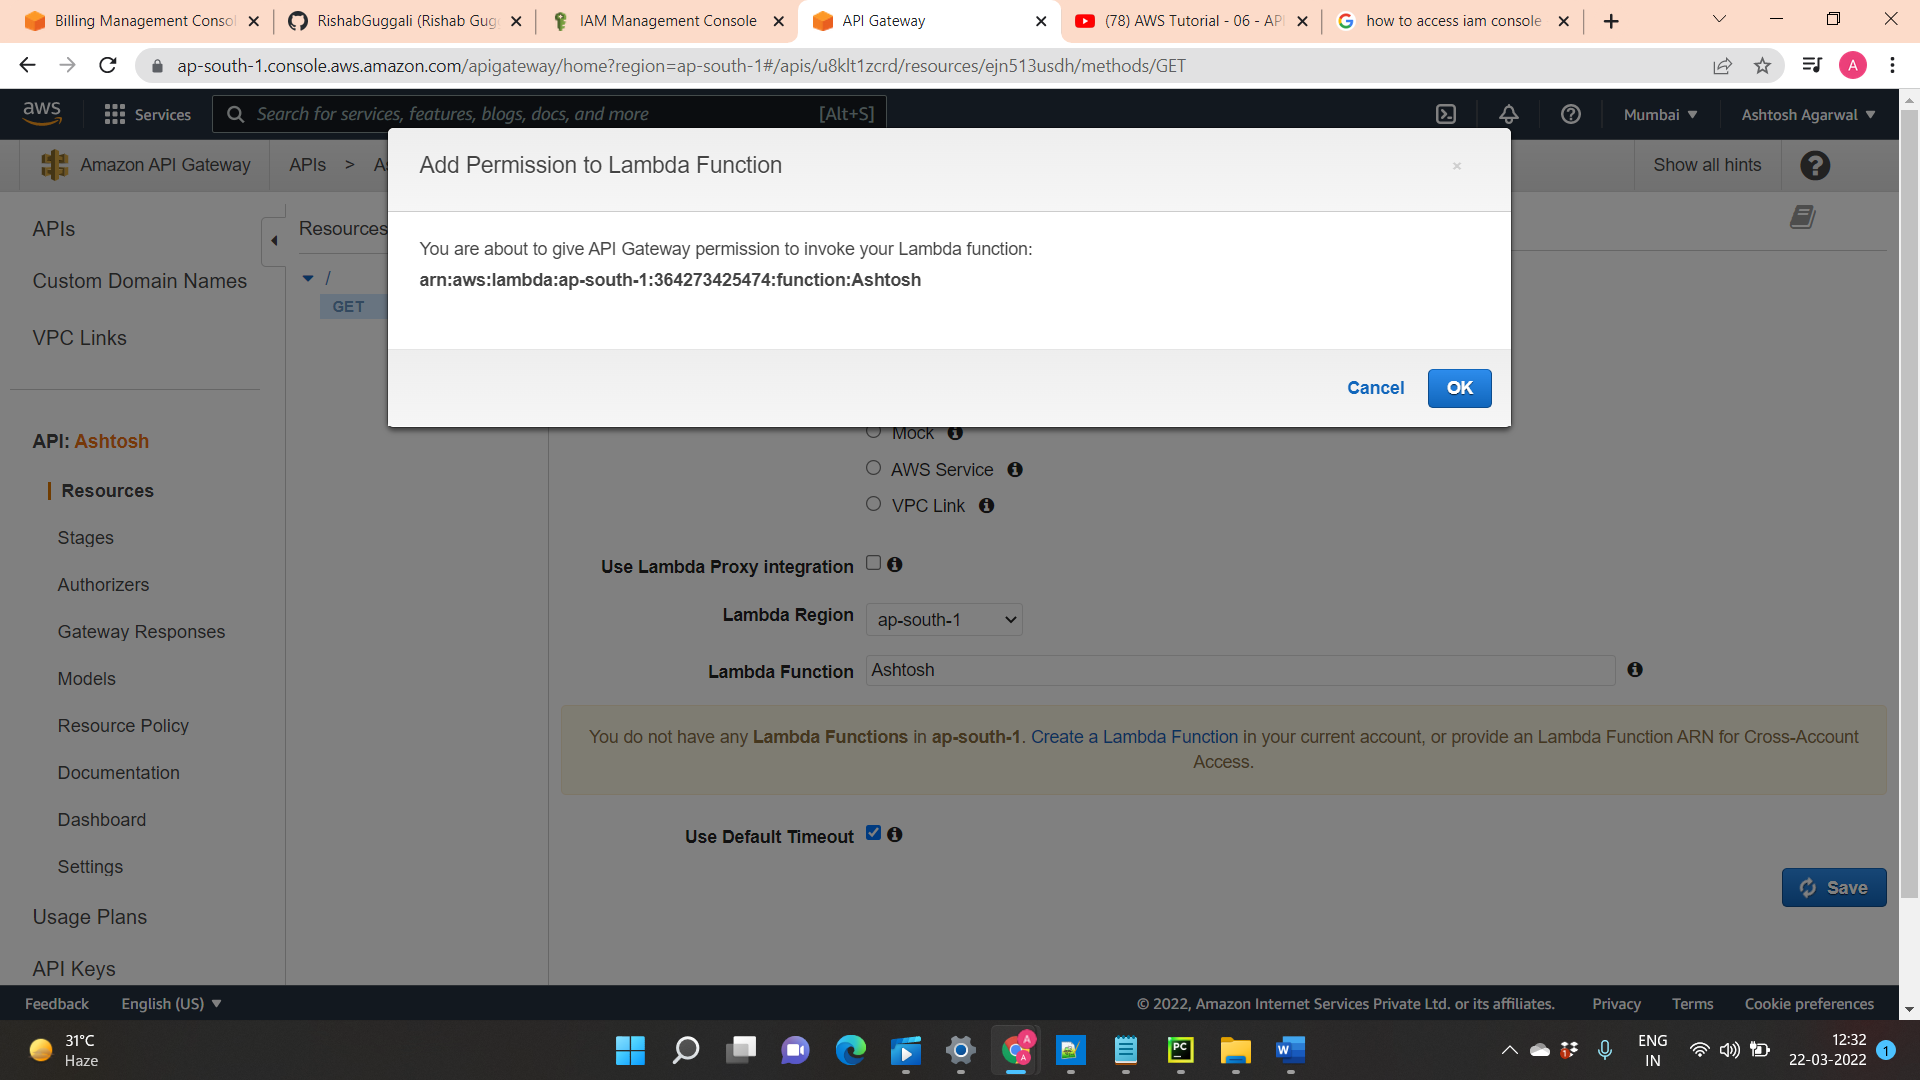 Billing Management Consol
RishabGuggali (Rishab Gugg
IAM Management Console
API Gateway
(78) AWS Tutorial - 06 - API
how to access iam console
ap-south-1.console.aws.amazon.com/apigateway/home?region=ap-south-1#/apis/u8klt1zcrd/resources/ejn513usdh/methods/GET
A
aws
Services
Search for services, features, blogs, docs, and more
[Alt+S]
Mumbai
Ashtosh Agarwal
Amazon API Gateway
APIs
>
As
Show all hints
Add Permission to Lambda Function
You are about to give API Gateway permission to invoke your Lambda function:
arn:aws:lambda:ap-south-1:364273425474:function:Ashtosh
Cancel
OK
APIs
Custom Domain Names
VPC Links
API: Ashtosh
Resources
Stages
Authorizers
Gateway Responses
Models
Resource Policy
Documentation
Dashboard
Settings
Usage Plans
API Keys
Resources
/
GET
Mock
AWS Service
VPC Link
Use Lambda Proxy integration
Lambda Region
ap-south-1
Lambda Function
Ashtosh
You do not have any Lambda Functions in ap-south-1. Create a Lambda Function in your current account, or provide an Lambda Function ARN for Cross-Account
Access.
Use Default Timeout
Save
Feedback
English (US)
© 2022, Amazon Internet Services Private Ltd. or its affiliates.
Privacy
Terms
Cookie preferences
31°C
Haze
ENG
IN
12:32
22-03-2022
1